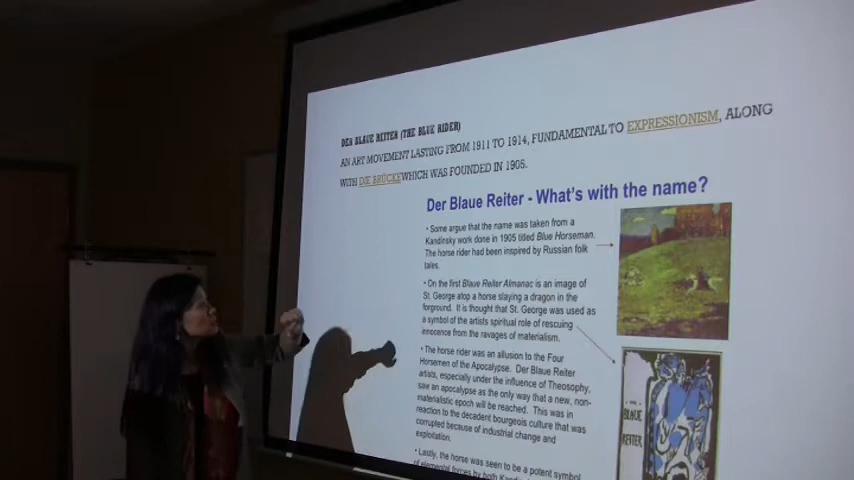 DER BLAUE REITER (THE BLUE RIDER)
AN ART MOVEMENT LASTING FROM 1911 TO 1914, FUNDAMENTAL TO EXPRESSIONISM, ALONG
WITH DIE BRÜCKEWHICH WAS FOUNDED IN 1905.
Der Blaue Reiter - What's with the name?
• Some argue that the name was taken from a
Kandinsky work done in 1905 titled Blue Horseman.
The horse rider had been inspired by Russian folk
tales.
• On the first Blaue Reiter Almanac is an image of
St. George atop a horse slaying a dragon in the
forground. It is thought that St. George was used as
a symbol of the artists spiritual role of rescuing
innocence from the ravages of materialism.
• The horse rider was an allusion to the Four
Horsemen of the Apocalypse. Der Blaue Reiter
artists, especially under the influence of Theosophy,
saw an apocalypse as the only way that a new, non-
materialistic epoch will be reached. This was in
reaction to the decadent bourgeois culture that was
corrupted because of industrial change and
exploitation.
• Lastly, the horse was seen to be a potent symbol
of elemental forces by both
BLAUE
REITER